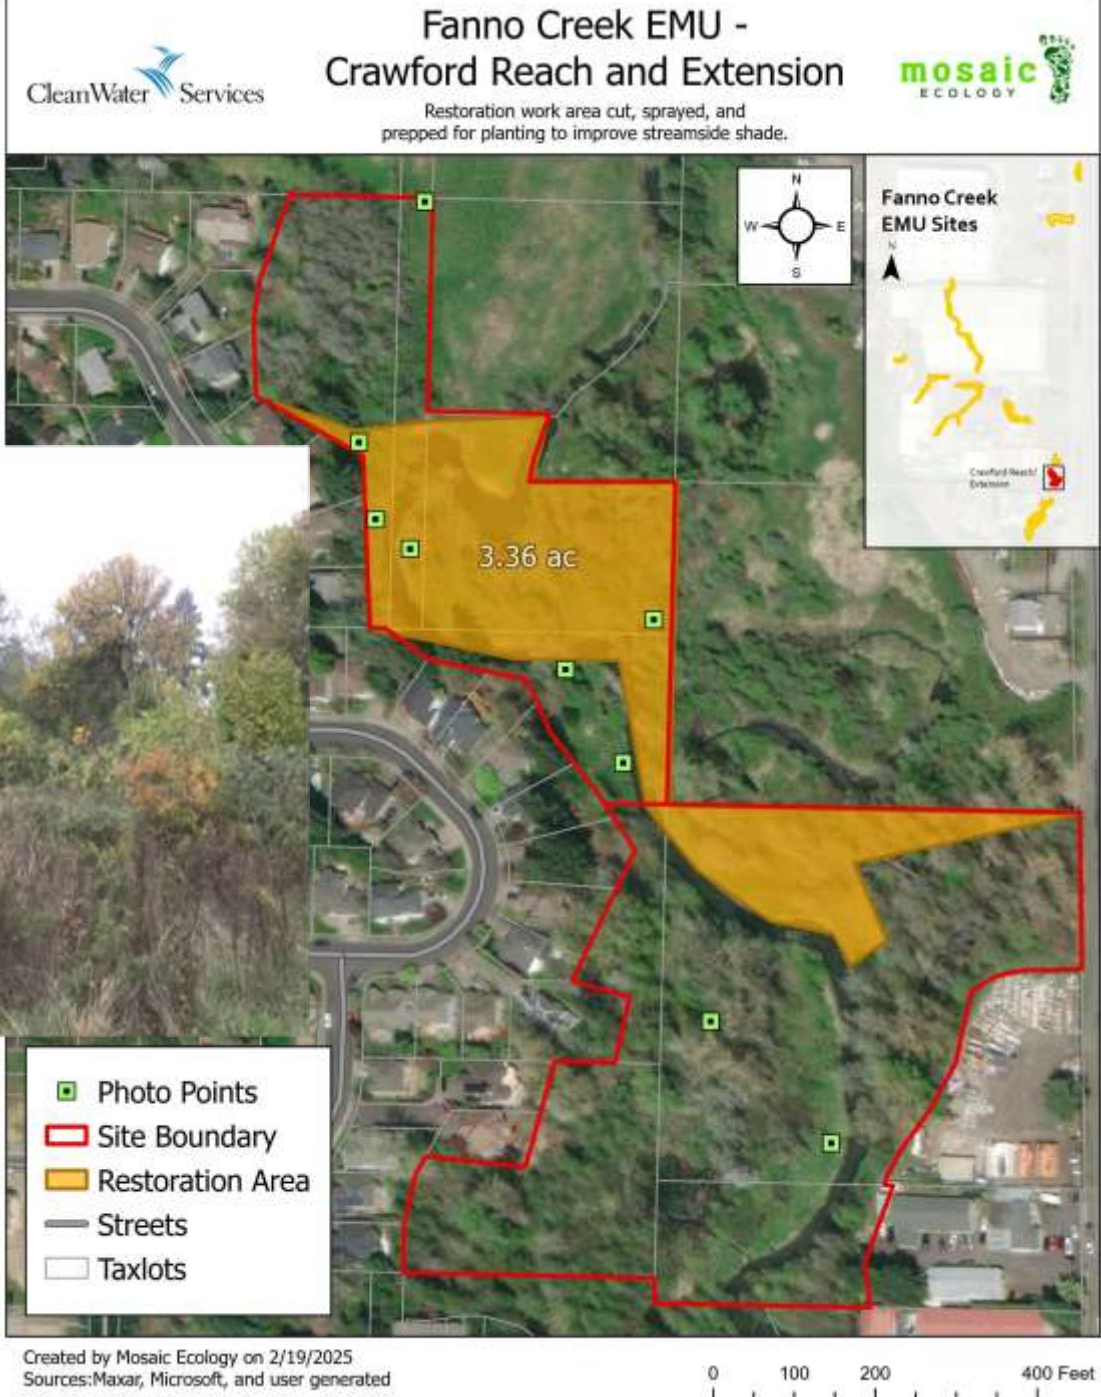 Fanno Creek EMU -
Crawford Reach and Extension
Restoration work area cut, sprayed, and
prepped for planting to improve streamside shade.
CleanWater Services
mosaic
ECOLOGY
N
W E
S
Fanno Creek
EMU Sites
N
Crawford Reach/
Extension
3.36 ac
Photo Points
Site Boundary
Restoration Area
Streets
Taxlots
Created by Mosaic Ecology on 2/19/2025
Sources:Maxar, Microsoft, and user generated
0 100 200 400 Feet